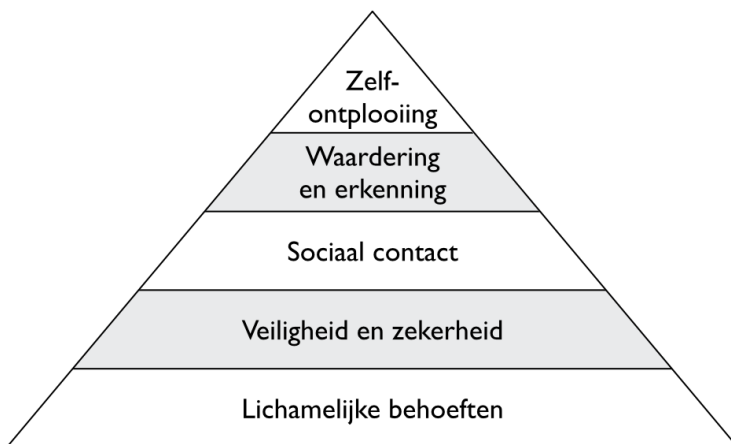 Zelf-
ontplooiing
Waardering
en erkenning
Sociaal contact
Veiligheid en zekerheid
Lichamelijke behoeften